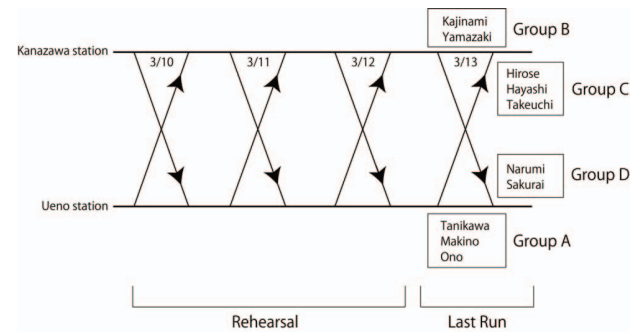 Kajinami
Yamazaki
Group B
Kanazawa station
3/10
3/11
3/12
3/13
Hirose
Hayashi
Takeuchi
Group C
Narumi
Sakurai
Group D
Ueno station
Tanikawa
Makino
Ono
Group A
Rehearsal
Last Run